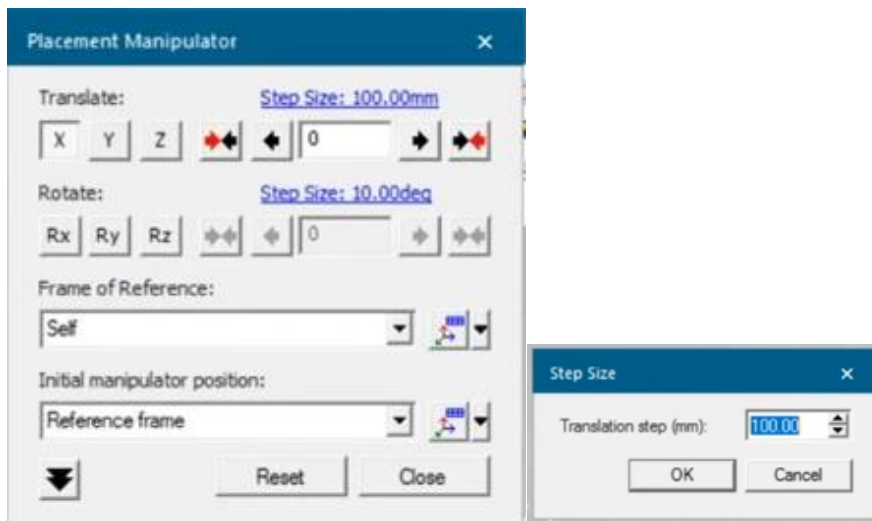 Placement Manipulator
Translate: Step Size: 100.00mm
X Y Z 0
Rotate: Step Size: 10.00deg
Rx Ry Rz 0
Frame of Reference:
Self
Initial manipulator position:
Reference frame
Reset Close
Step Size
Translation step (mm): 100.00
OK Cancel